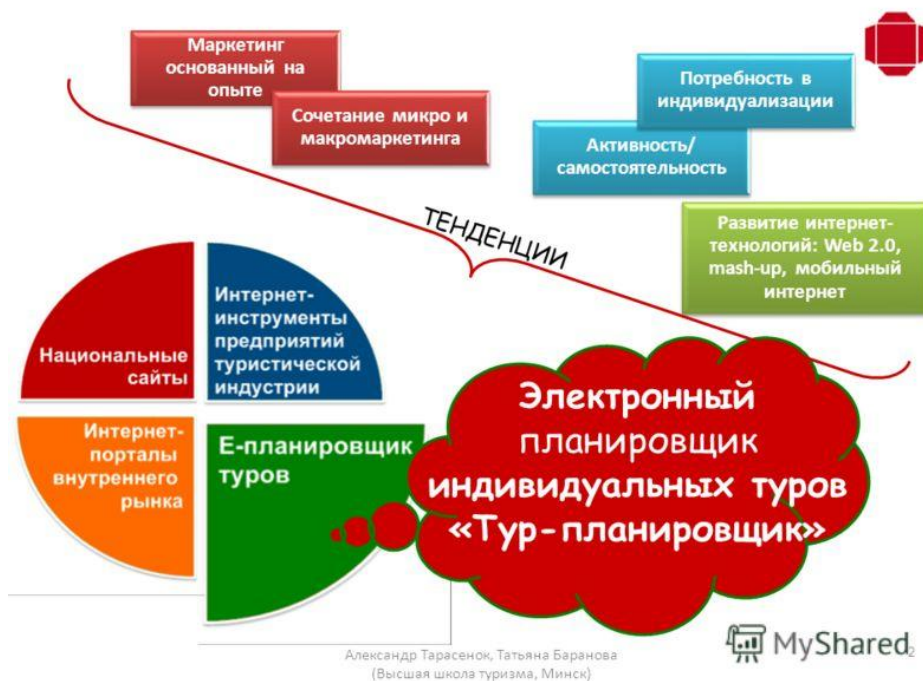 Маркетинг
основанный на
опыте
Сочетание микро и
макромаркетинга
Потребность в
индивидуализации
Активность/
самостоятельность
Развитие интернет-
технологий: Web 2.0,
mash-up, мобильный
интернет
ТЕНДЕНЦИИ
Национальные
сайты
Интернет-
инструменты
предприятий
туристической
индустрии
Интернет-
порталы
внутреннего
рынка
Е-планировщик
туров
Электронный
планировщик
индивидуальных туров
«Тур-планировщик»
Александр Тарасенок, Татьяна Баранова
(Высшая школа туризма, Минск)
MyShared
2